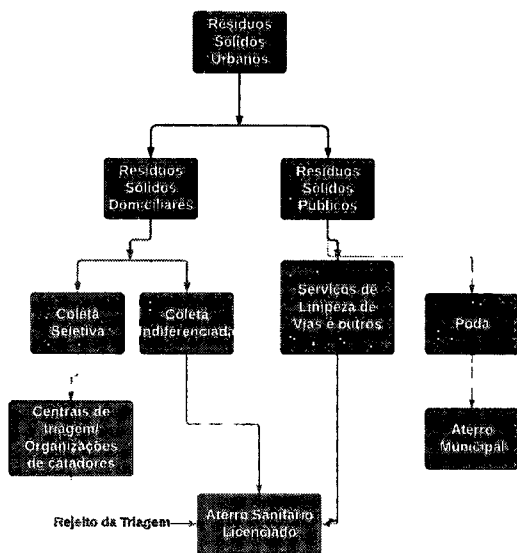 Resíduos
Sólidos
Urbanos
Resíduos
Sólidos
Domiciliares
Resíduos
Sólidos
Públicos
Coleta
Seletiva
Coleta
Indiferenciada
Serviços de
Limpeza de
Vias e outros
Poda
Centrais de
Triagem/
Organizações
de catadores
Aterro
Municipal
Rejeito da Triagem
Aterro Sanitário
Licenciado